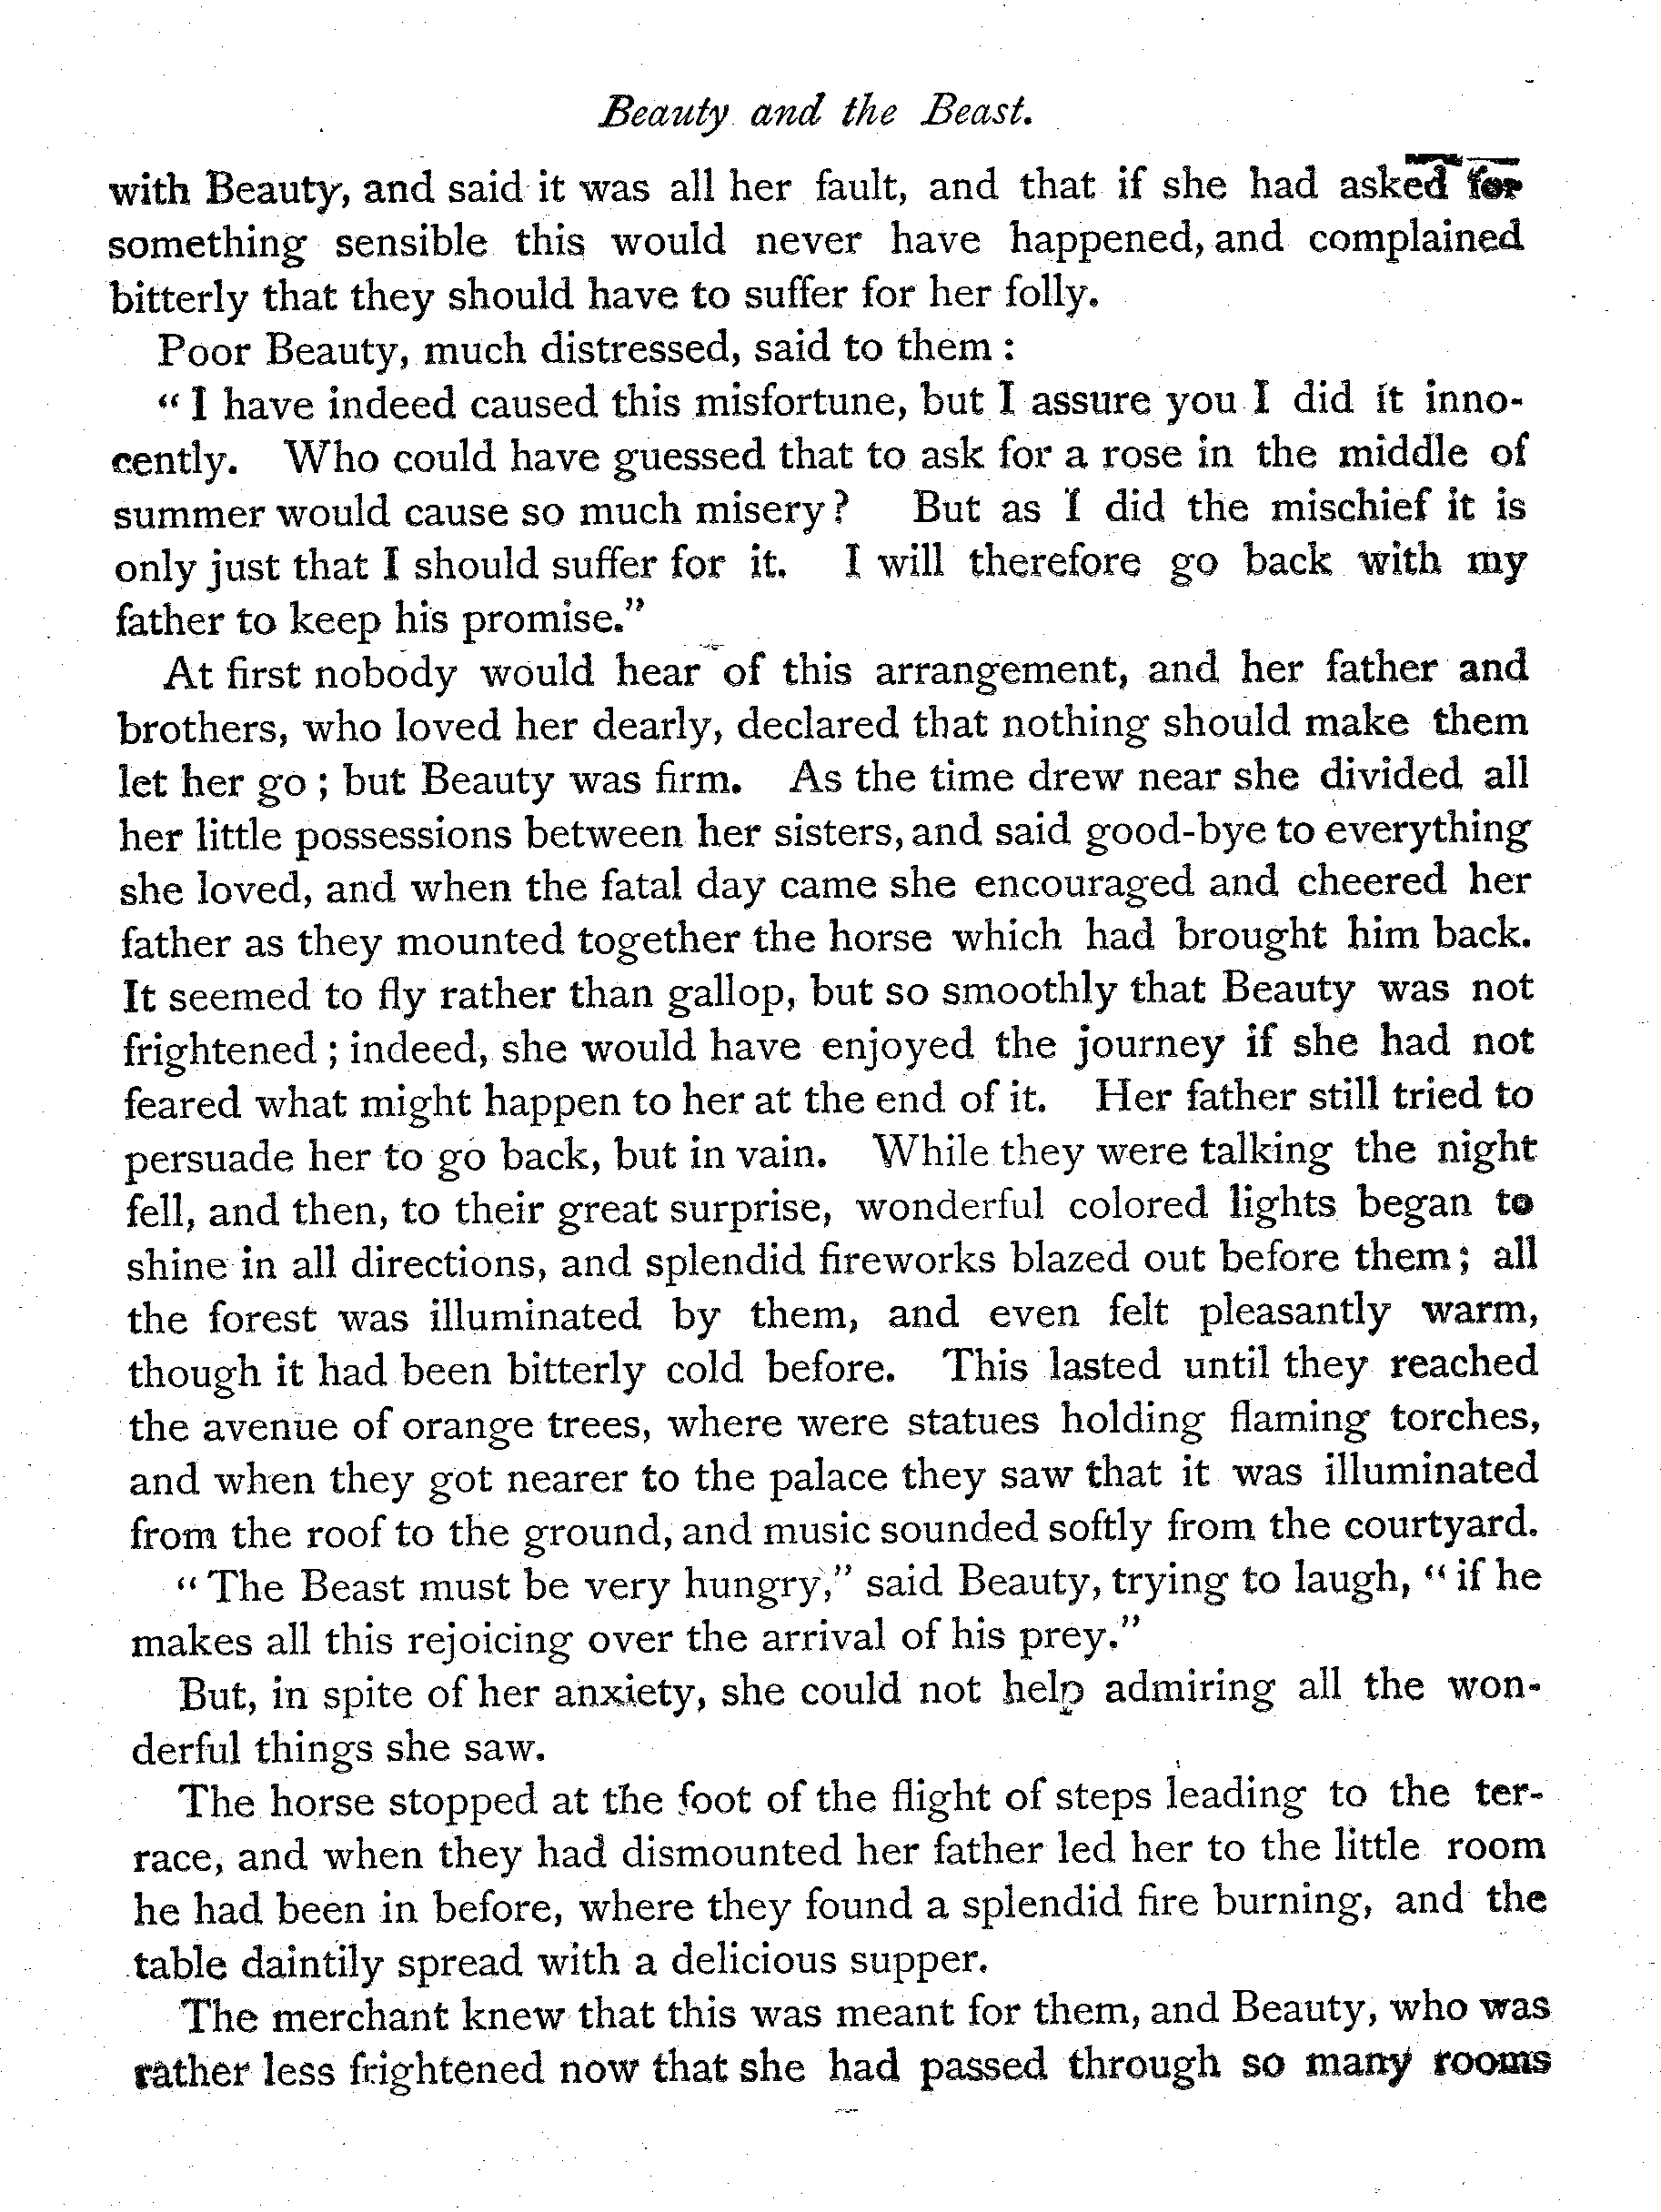 Beauty and the Beast.
with Beauty, and said it was all her fault, and that if she had asked for
something sensible this would never have happened, and complained
bitterly that they should have to suffer for her folly.
Poor Beauty, much distressed, said to them :
“ I have indeed caused this misfortune, but I assure you I did it inno-
cently. Who could have guessed that to ask for a rose in the middle of
summer would cause so much misery ? But as I did the mischief it is
only just that I should suffer for it. I will therefore go back with my
father to keep his promise.”
At first nobody would hear of this arrangement, and her father and
brothers, who loved her dearly, declared that nothing should make them
let her go ; but Beauty was firm. As the time drew near she divided all
her little possessions between her sisters, and said good-bye to everything
she loved, and when the fatal day came she encouraged and cheered her
father as they mounted together the horse which had brought him back.
It seemed to fly rather than gallop, but so smoothly that Beauty was not
frightened ; indeed, she would have enjoyed the journey if she had not
feared what might happen to her at the end of it. Her father still tried to
persuade her to go back, but in vain. While they were talking the night
fell, and then, to their great surprise, wonderful colored lights began to
shine in all directions, and splendid fireworks blazed out before them ; all
the forest was illuminated by them, and even felt pleasantly warm,
though it had been bitterly cold before. This lasted until they reached
the avenue of orange trees, where were statues holding flaming torches,
and when they got nearer to the palace they saw that it was illuminated
from the roof to the ground, and music sounded softly from the courtyard.
“ The Beast must be very hungry,” said Beauty, trying to laugh, “ if he
makes all this rejoicing over the arrival of his prey.”
But, in spite of her anxiety, she could not help admiring all the won-
derful things she saw.
The horse stopped at the foot of the flight of steps leading to the ter-
race, and when they had dismounted her father led her to the little room
he had been in before, where they found a splendid fire burning, and the
table daintily spread with a delicious supper.
The merchant knew that this was meant for them, and Beauty, who was
rather less frightened now that she had passed through so many rooms